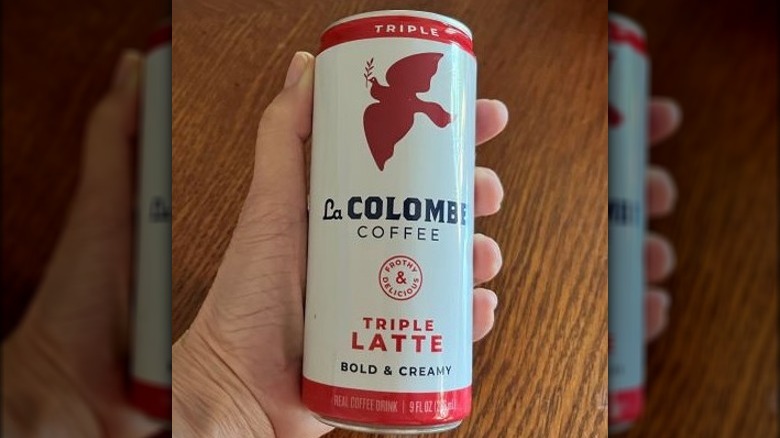 TRIPLE
La COLOMBE
COFFEE
FROTHY
&
DELICIOUS
TRIPLE
LATTE
BOLD & CREAMY
REAL COFFEE DRINK | 9 FL OZ